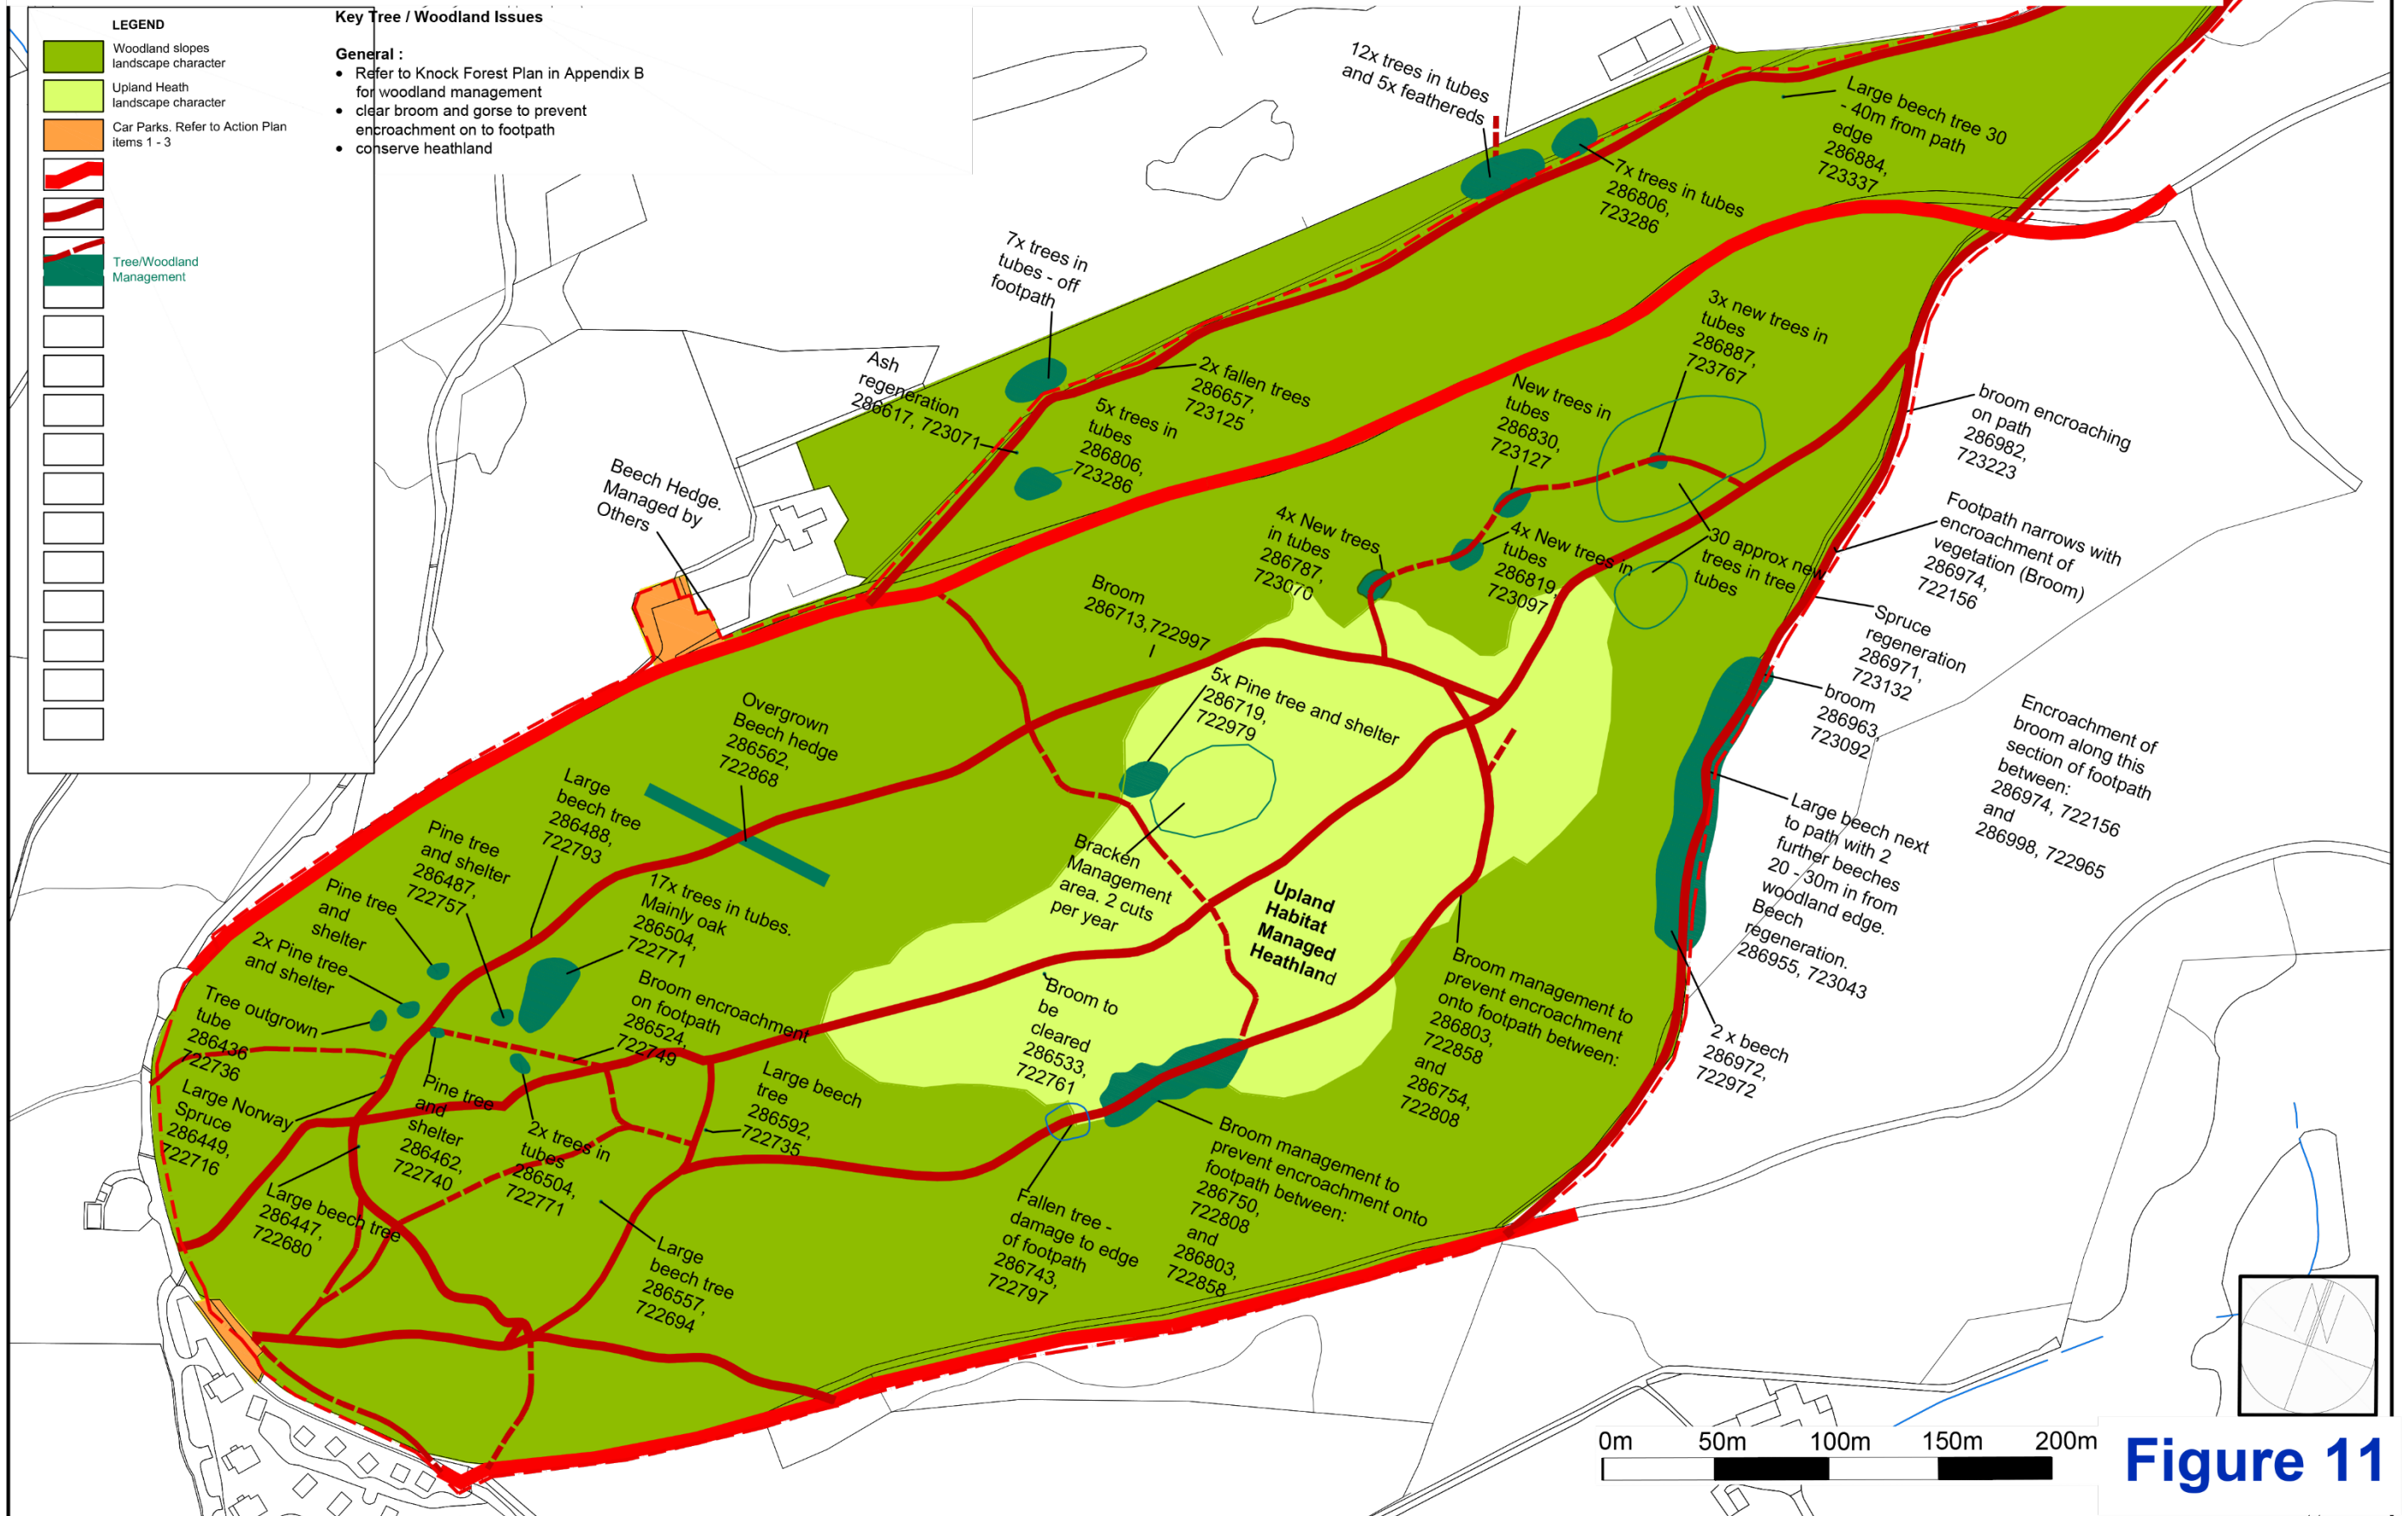 LEGEND
Woodland slopes
landscape character
Upland Heath
landscape character
Car Parks. Refer to Action Plan
items 1 - 3
Tree/Woodland
Management
Key Tree / Woodland Issues
General :
• Refer to Knock Forest Plan in Appendix B
for woodland management
• clear broom and gorse to prevent
encroachment on to footpath
• conserve heathland
12x trees in tubes
and 5x feathereds
Large beech tree 30
- 40m from path
edge
286884,
723337
7x trees in tubes
286806,
723286
7x trees in
tubes - off
footpath
Ash
regeneration
286617, 723071
2x fallen trees
286657,
723125
5x trees in
tubes
286806,
723286
3x new trees in
tubes
286887,
723767
New trees in
tubes
286830,
723127
broom encroaching
on path
286982,
723223
Beech Hedge.
Managed by
Others
4x New trees
in tubes
286787,
723070
4x New trees in
tubes
286819,
723097
30 approx new
trees in tree
tubes
Footpath narrows with
encroachment of
vegetation (Broom)
286974,
722156
Broom
286713,722997
Spruce
regeneration
286971,
723132
5x Pine tree and shelter
286719,
722979
broom
286963,
723092
Encroachment of
broom along this
section of footpath
between:
286974, 722156
and
286998, 722965
Overgrown
Beech hedge
286562,
722868
Large
beech tree
286488,
722793
Large beech next
to path with 2
further beeches
20 - 30m in from
woodland edge.
Beech
regeneration.
286955, 723043
Pine tree
and shelter
286487,
722757
Bracken
Management
area. 2 cuts
per year
Upland
Habitat
Managed
Heathland
17x trees in tubes.
Mainly oak
286504,
722771
Pine tree
and
shelter
2x Pine tree
and shelter
Broom management to
prevent encroachment
onto footpath between:
286803,
722858
and
286754,
722808
Broom encroachment
on footpath
286524,
722749
Broom to
be
cleared
286533,
722761
Tree outgrown
tube
286436
722736
2 x beech
286972,
722972
Large Norway
Spruce
286449,
722716
Pine tree
and
shelter
286462,
722740
Large beech
tree
286592,
722735
2x trees in
tubes
286504,
722771
Broom management to
prevent encroachment onto
footpath between:
286750,
722808
and
286803,
722858
Large beech tree
286447,
722680
Fallen tree -
damage to edge
of footpath
286743,
722797
Large
beech tree
286557,
722694
N
0m 50m 100m 150m 200m
Figure 11